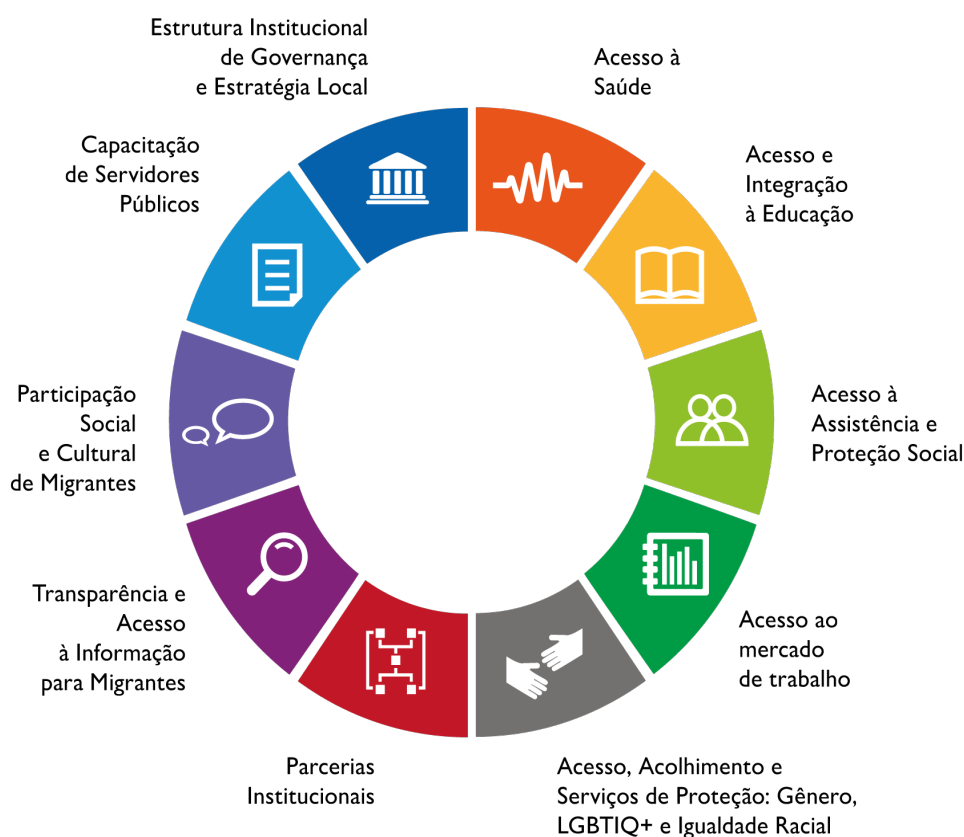 Estrutura Institucional
de Governança
e Estratégia Local
Acesso à
Saúde
Acesso e
Integração
à Educação
Acesso à
Assistência e
Proteção Social
Acesso ao
mercado
de trabalho
Acesso, Acolhimento e
Serviços de Proteção: Gênero,
LGBTIQ+ e Igualdade Racial
Parcerias
Institucionais
Transparência e
Acesso
à Informação
para Migrantes
Participação
Social
e Cultural
de Migrantes
Capacitação
de Servidores
Públicos